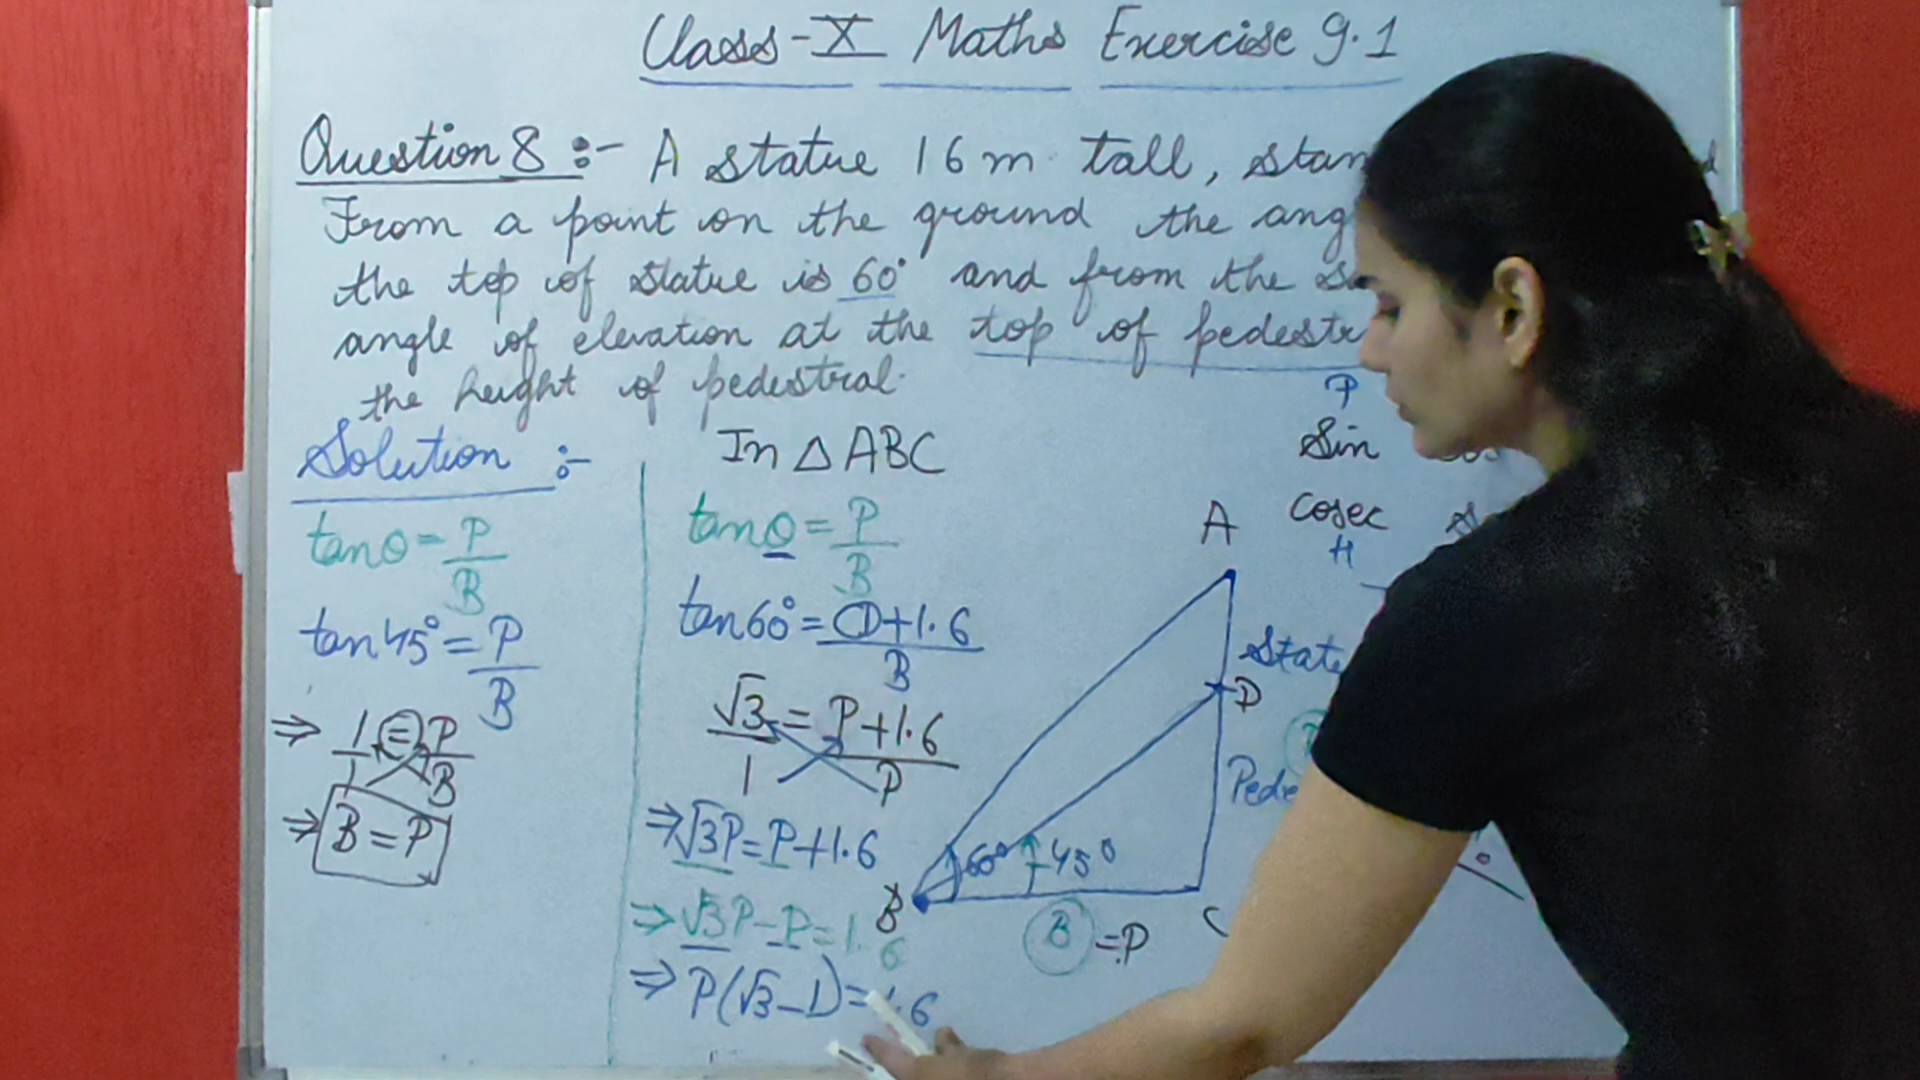 Class-X Maths Exercise 9.1
Question 8 :- A statue 16 m tall, stan
From a point on the ground the ang
the top of statue is 60° and from the
angle of elevation at the top of pedestr
the height of pedestral.
Solution :-
tanθ = P/B
tan45° = P/B
⇒ 1/1 = P/B
⇒ B = P
In △ ABC
tanθ = P/B
tan60° = P+1.6/B
√3/1 = P+1.6/P
⇒ √3P = P+1.6
⇒ √3P - P = 1.6
⇒ P(√3-1) = 1.6
P
Sin
Cosec
H
A
State
D
Pede
60°
45°
B
B = P
C